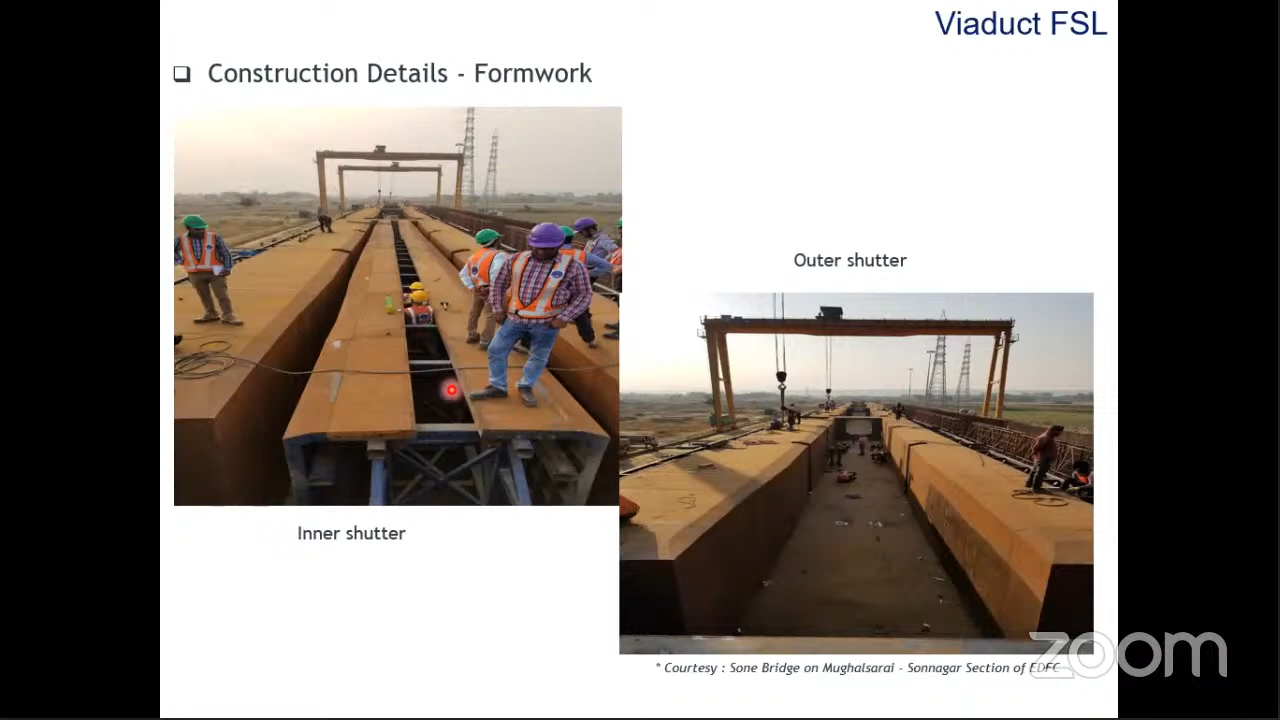 Viaduct FSL
❑ Construction Details - Formwork
Outer shutter
Inner shutter
* Courtesy : Sone Bridge on Mughalsarai - Sonnagar Section of EDFC
zoom